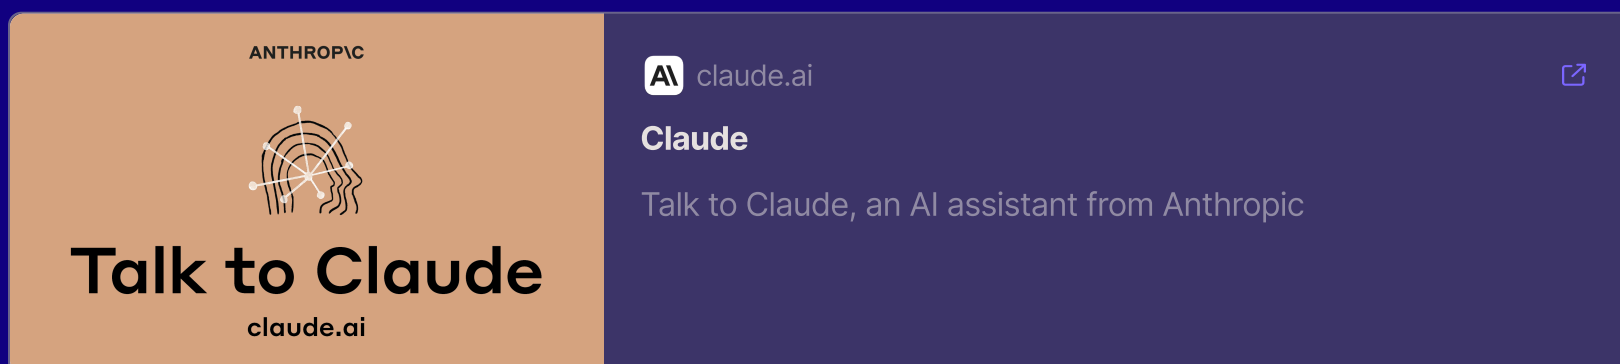 ANTHROP\C
Talk to Claude
claude.ai
A\ claude.ai
Claude
Talk to Claude, an AI assistant from Anthropic